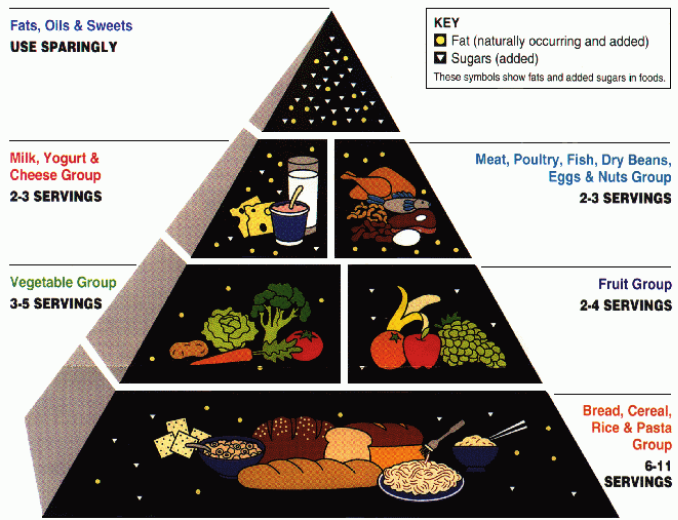 Fats, Oils & Sweets
USE SPARINGLY
KEY
Fat (naturally occurring and added)
Sugars (added)
These symbols show fats and added sugars in foods.
Milk, Yogurt &
Cheese Group
2-3 SERVINGS
Meat, Poultry, Fish, Dry Beans,
Eggs & Nuts Group
2-3 SERVINGS
Vegetable Group
3-5 SERVINGS
Fruit Group
2-4 SERVINGS
Bread, Cereal,
Rice & Pasta
Group
6-11
SERVINGS